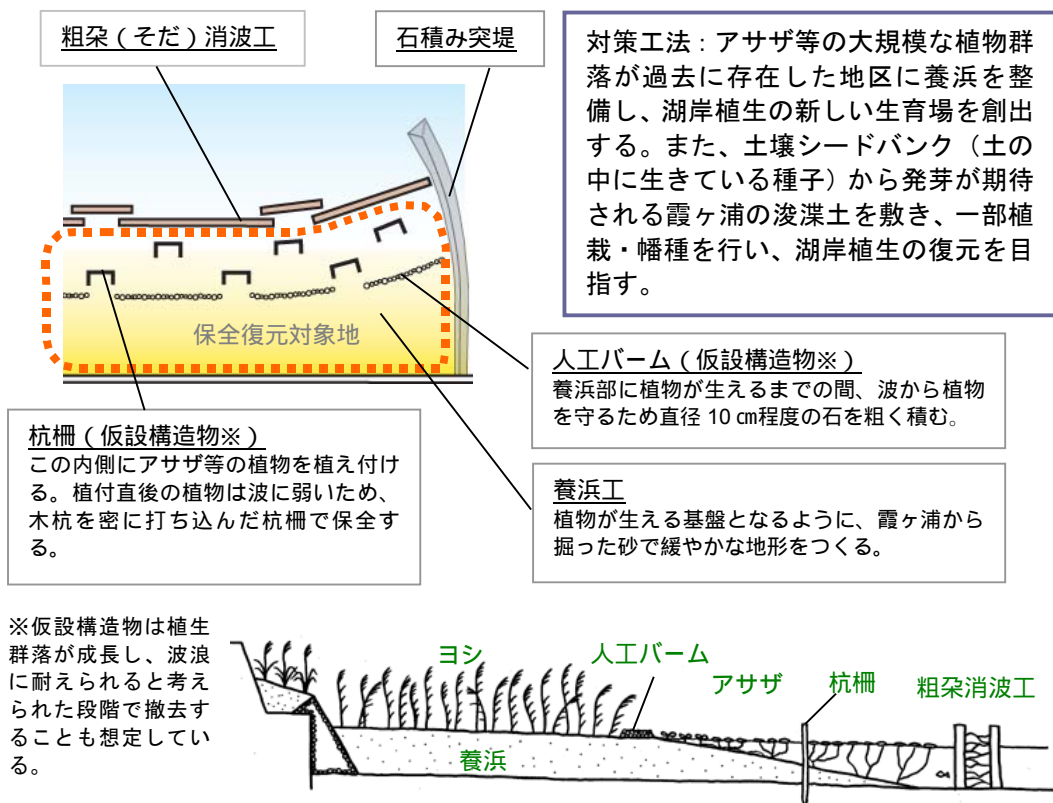 粗朶（そだ）消波工
石積み突堤
対策工法：アサザ等の大規模な植物群
落が過去に存在した地区に養浜を整
備し、湖岸植生の新しい生育場を創出
する。また、土壌シードバンク（土の
中に生きている種子）から発芽が期待
される霞ヶ浦の浚渫土を敷き、一部植
栽・幡種を行い、湖岸植生の復元を目
指す。
保全復元対象地
人工バーム（仮設構造物※）
養浜部に植物が生えるまでの間、波から植物
を守るため直径 10 ㎝程度の石を粗く積む。
杭柵（仮設構造物※）
この内側にアサザ等の植物を植え付け
る。植付直後の植物は波に弱いため、
木杭を密に打ち込んだ杭柵で保全す
る。
養浜工
植物が生える基盤となるように、霞ヶ浦から
掘った砂で緩やかな地形をつくる。
※仮設構造物は植生
群落が成長し、波浪
に耐えられると考え
られた段階で撤去す
ることも想定してい
る。
ヨシ
人工バーム
アサザ
杭柵
粗朶消波工
養浜